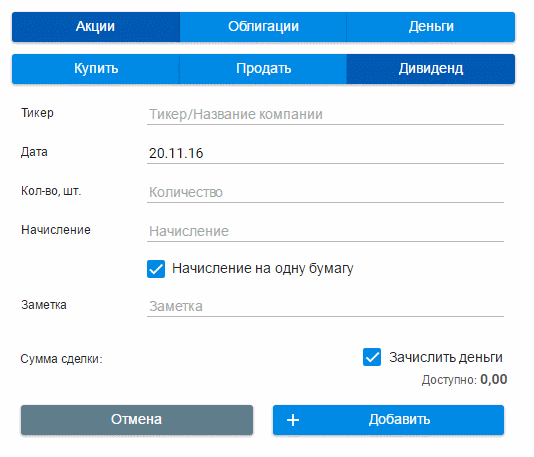 Акции Облигации Деньги
Купить Продать Дивиденд
Тикер Тикер/Название компании
Дата 20.11.16
Кол-во, шт. Количество
Начисление Начисление
Начисление на одну бумагу
Заметка Заметка
Сумма сделки: Зачислить деньги
Доступно: 0,00
Отмена + Добавить